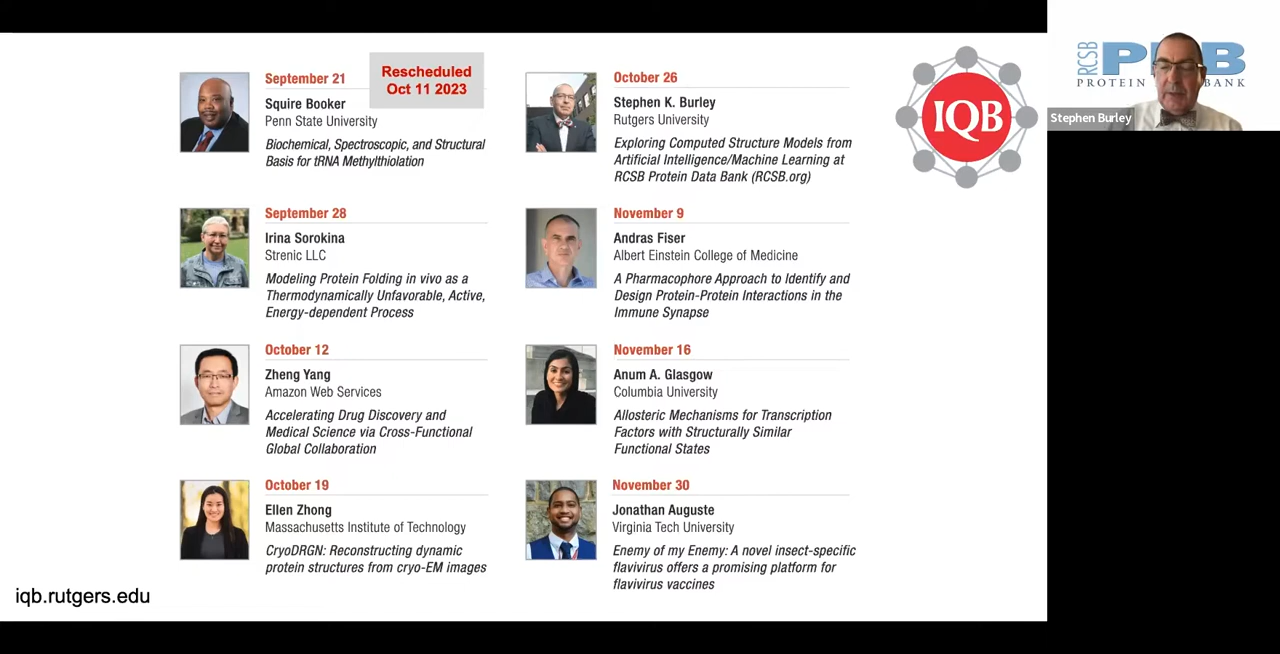 September 21
Rescheduled
Oct 11 2023
Squire Booker
Penn State University
Biochemical, Spectroscopic, and Structural
Basis for tRNA Methylthiolation
September 28
Irina Sorokina
Strenic LLC
Modeling Protein Folding in vivo as a
Thermodynamically Unfavorable, Active,
Energy-dependent Process
October 12
Zheng Yang
Amazon Web Services
Accelerating Drug Discovery and
Medical Science via Cross-Functional
Global Collaboration
October 19
Ellen Zhong
Massachusetts Institute of Technology
CryoDRGN: Reconstructing dynamic
protein structures from cryo-EM images
October 26
Stephen K. Burley
Rutgers University
Exploring Computed Structure Models from
Artificial Intelligence/Machine Learning at
RCSB Protein Data Bank (RCSB.org)
November 9
Andras Fiser
Albert Einstein College of Medicine
A Pharmacophore Approach to Identify and
Design Protein-Protein Interactions in the
Immune Synapse
November 16
Anum A. Glasgow
Columbia University
Allosteric Mechanisms for Transcription
Factors with Structurally Similar
Functional States
November 30
Jonathan Auguste
Virginia Tech University
Enemy of my Enemy: A novel insect-specific
flavivirus offers a promising platform for
flavivirus vaccines
iqb.rutgers.edu
IQB
RCSB
PROTEIN
Stephen Burley